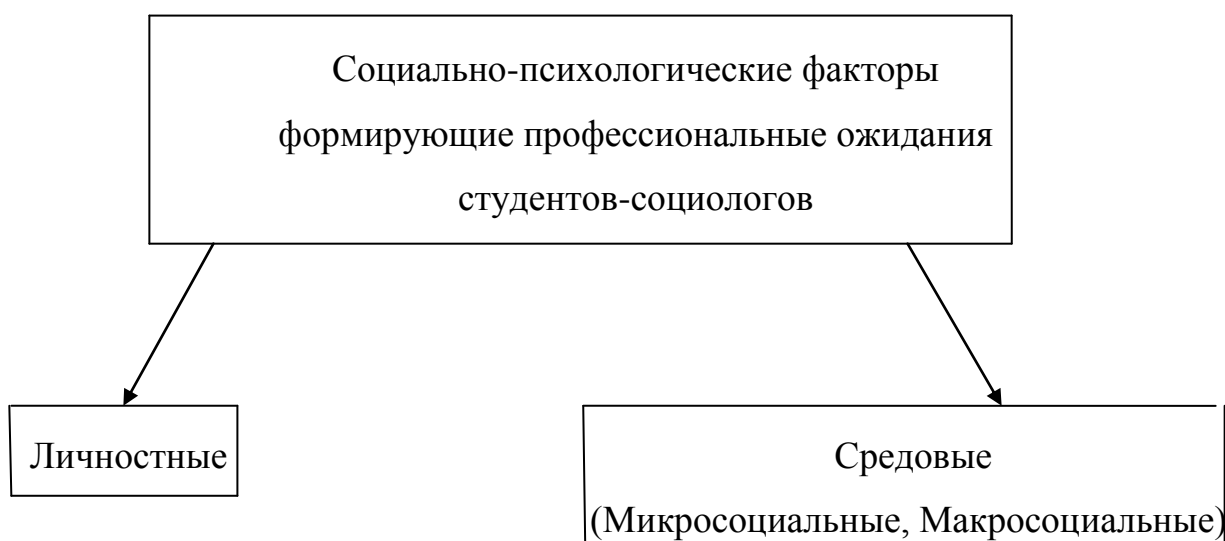 Социально-психологические факторы
формирующие профессиональные ожидания
студентов-социологов
Личностные
Средовые
(Микросоциальные, Макросоциальные)